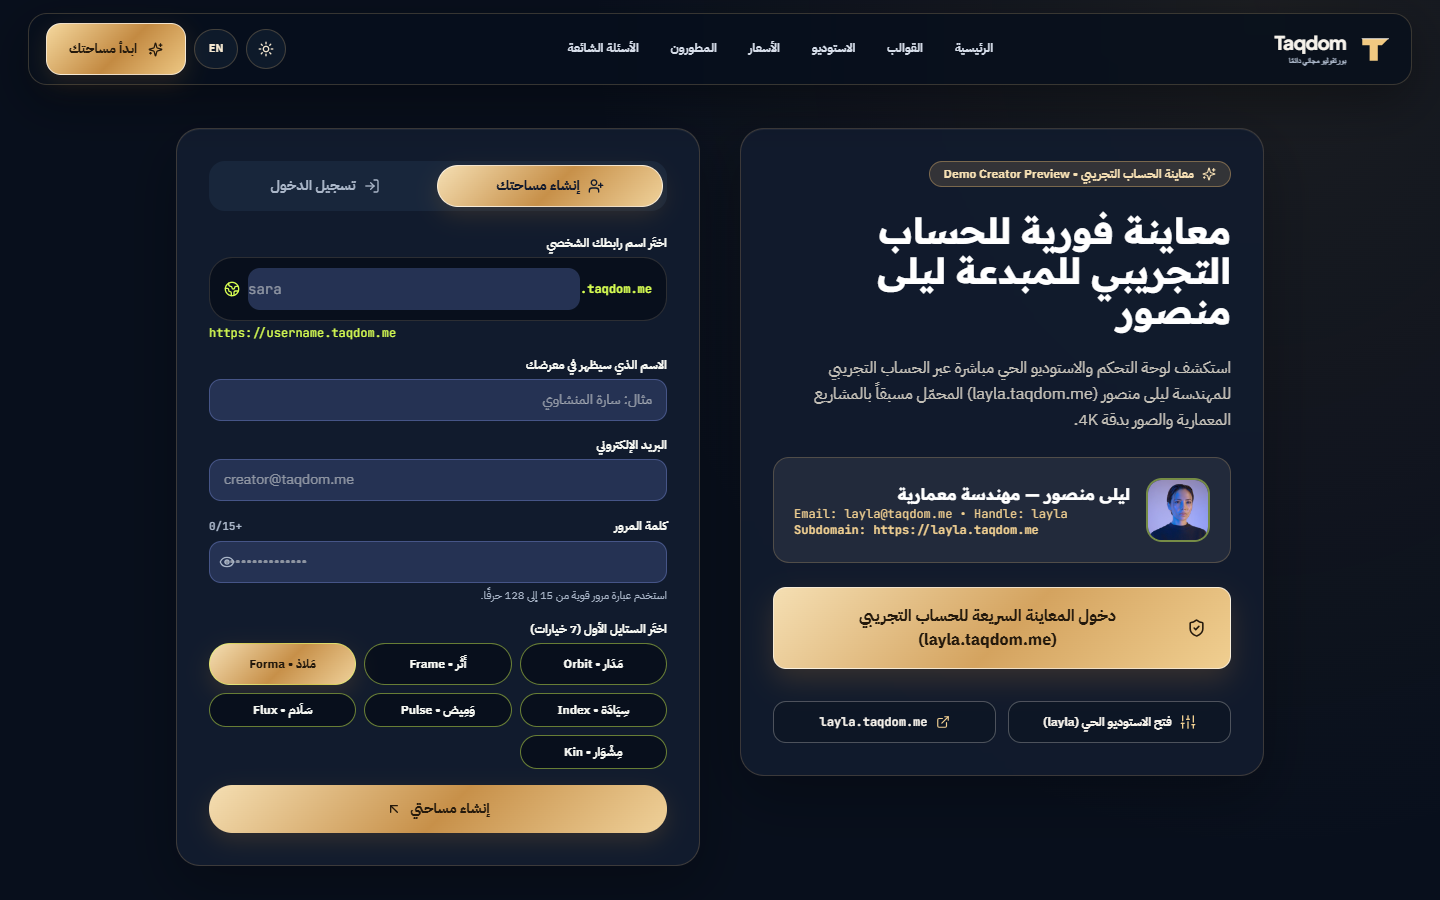 Taqdom
بورتفوليو مجاني دائمًا
الرئيسية
القوالب
الاستوديو
الأسعار
المطورون
الأسئلة الشائعة
EN
ابدأ مساحتك
معاينة الحساب التجريبي • Demo Creator Preview
معاينة فورية للحساب
التجريبي للمبدعة ليلى
منصور
استكشف لوحة التحكم والاستوديو الحي مباشرة عبر الحساب التجريبي
للمهندسة ليلى منصور (layla.taqdom.me) المحمّل مسبقاً بالمشاريع
المعمارية والصور بدقة 4K.
ليلى منصور — مهندسة معمارية
Email: layla@taqdom.me • Handle: layla
Subdomain: https://layla.taqdom.me
دخول المعاينة السريعة للحساب التجريبي
(layla.taqdom.me)
فتح الاستوديو الحي (layla)
layla.taqdom.me
إنشاء مساحتك
تسجيل الدخول
اختَر اسم رابطك الشخصي
sara
.taqdom.me
https://username.taqdom.me
الاسم الذي سيظهر في معرضك
مثال: سارة المنشاوي
البريد الإلكتروني
creator@taqdom.me
كلمة المرور
0/15+
••••••••••••••
استخدم عبارة مرور قوية من 15 إلى 128 حرفًا.
اختَر الستايل الأول (7 خيارات)
مَدَار • Orbit
أَثَر • Frame
مَلاذ • Forma
سِيَادَة • Index
وَمِيض • Pulse
سَلَام • Flux
مِشْوَار • Kin
إنشاء مساحتي